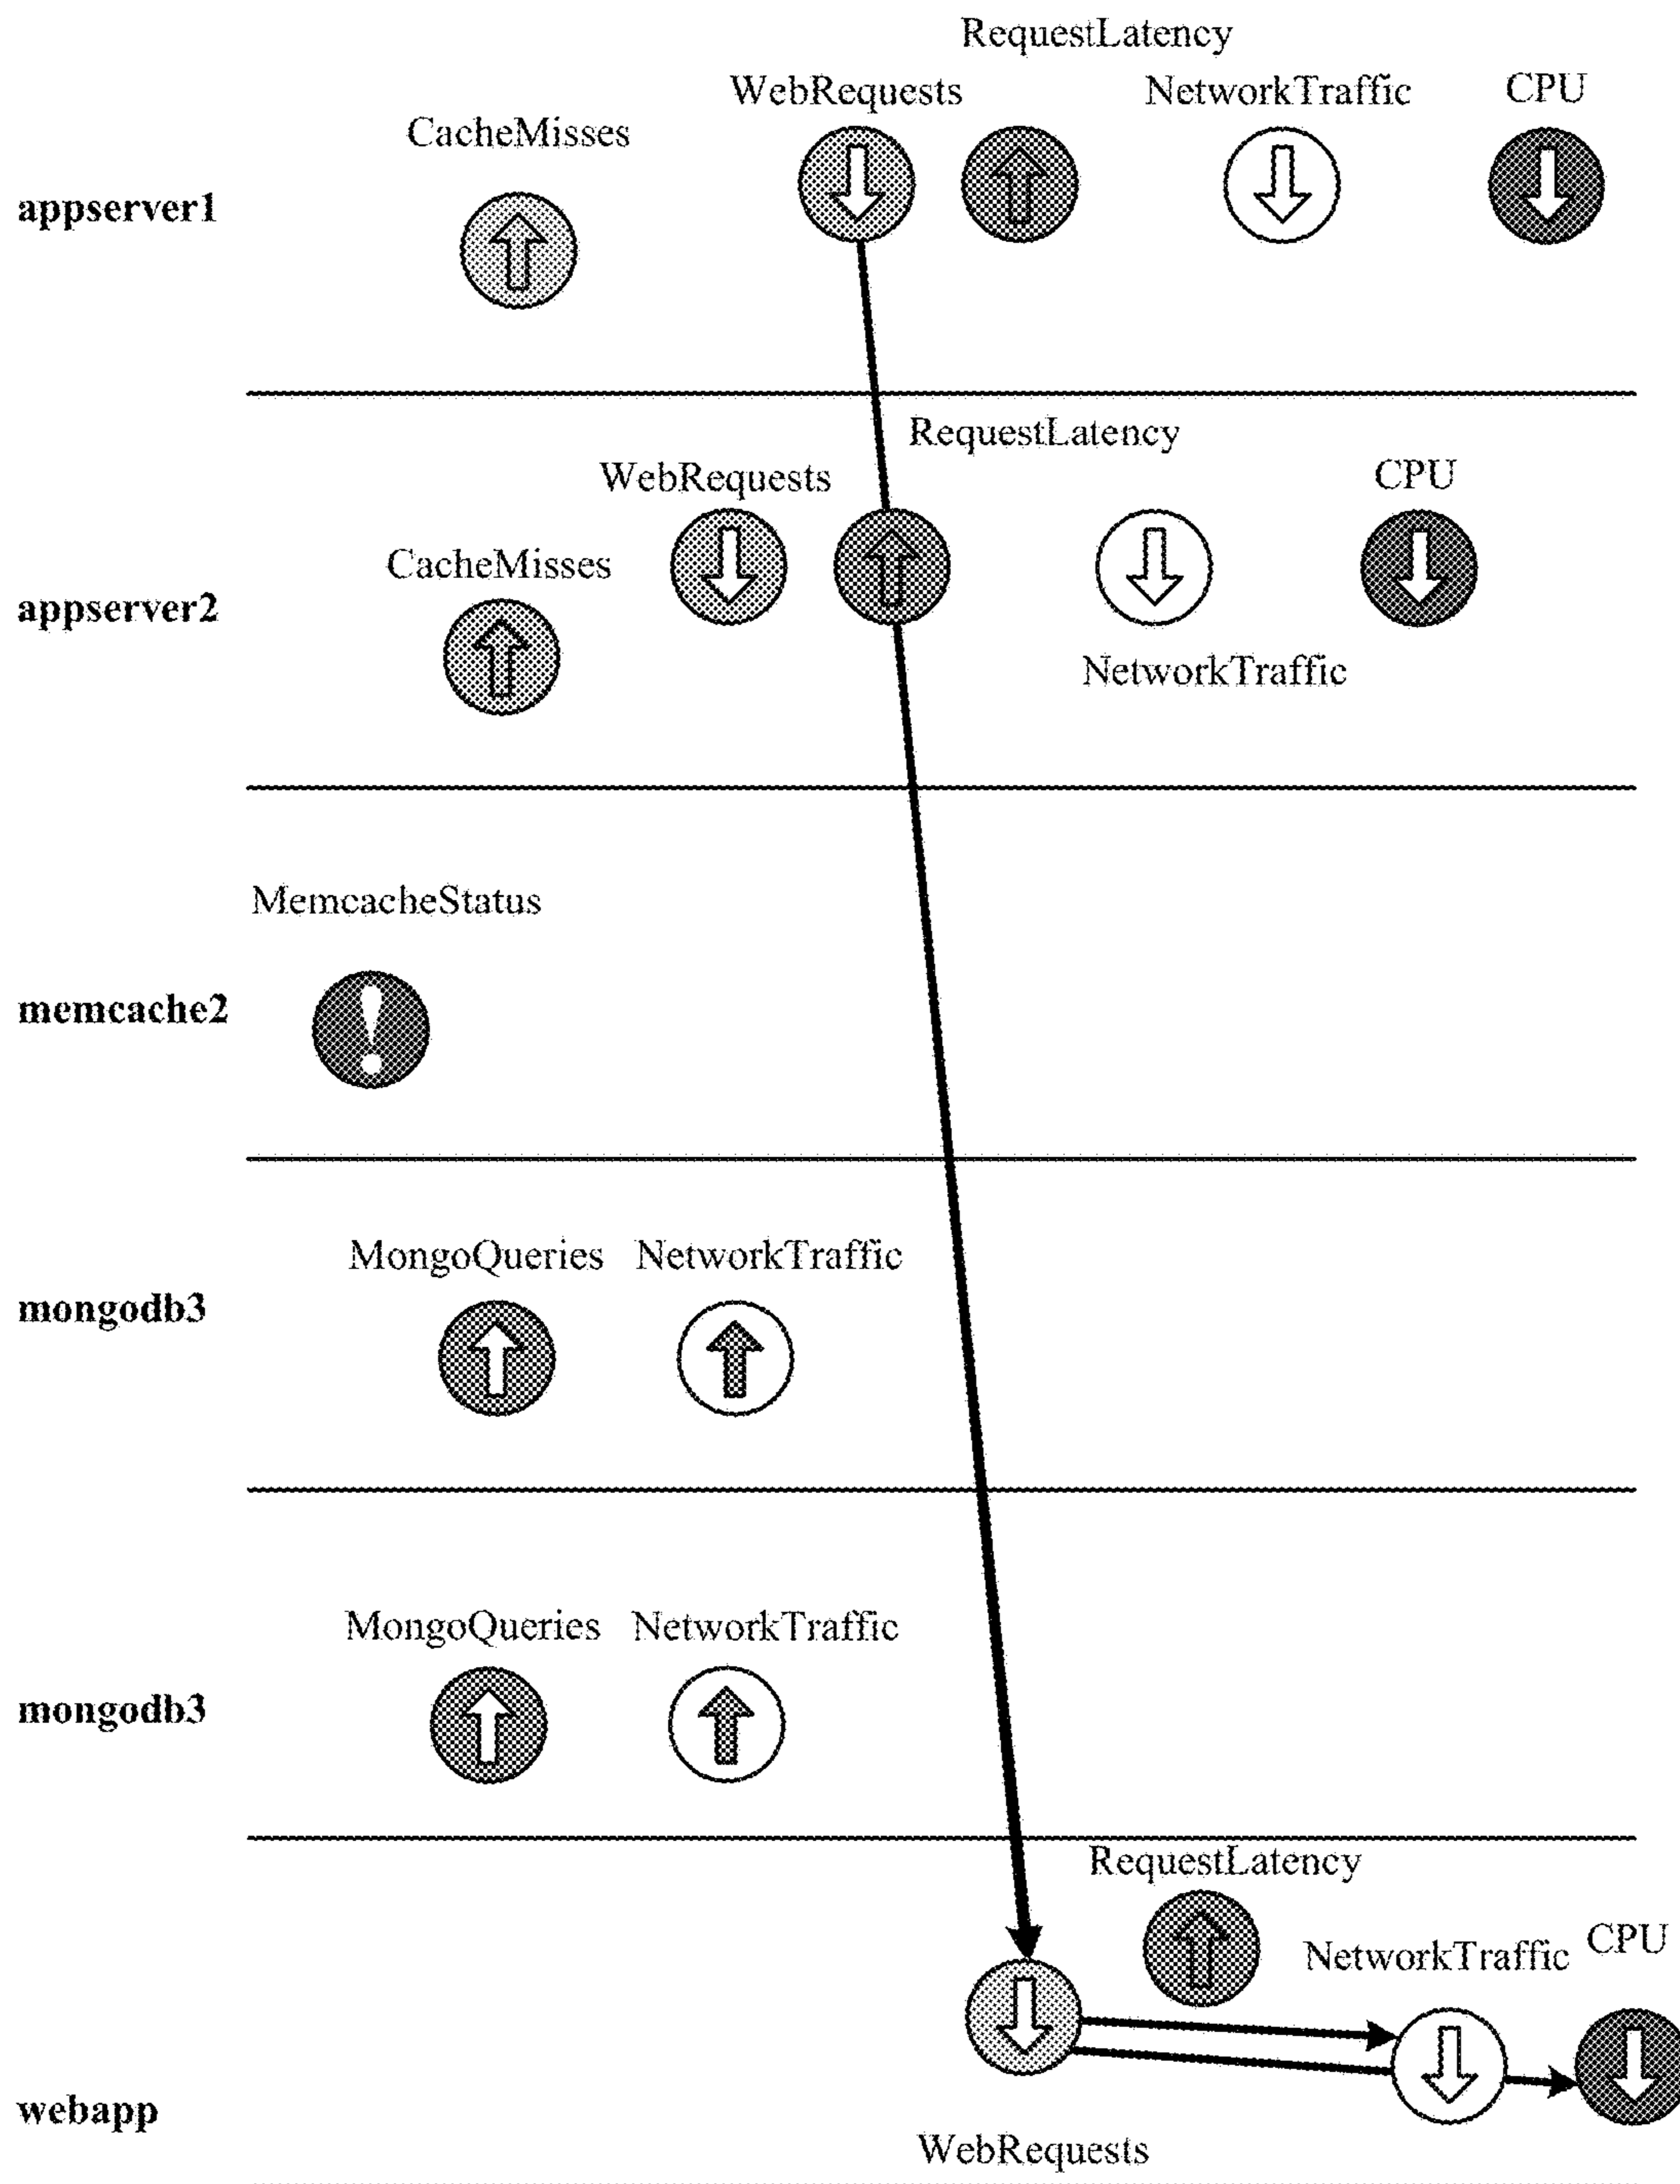 RequestLatency
WebRequests
NetworkTraffic
CPU
CacheMisses
appserver1
RequestLatency
WebRequests
CPU
CacheMisses
appserver2
NetworkTraffic
MemcacheStatus
memcache2
!
MongoQueries
NetworkTraffic
mongodb3
MongoQueries
NetworkTraffic
mongodb3
RequestLatency
NetworkTraffic
CPU
webapp
WebRequests